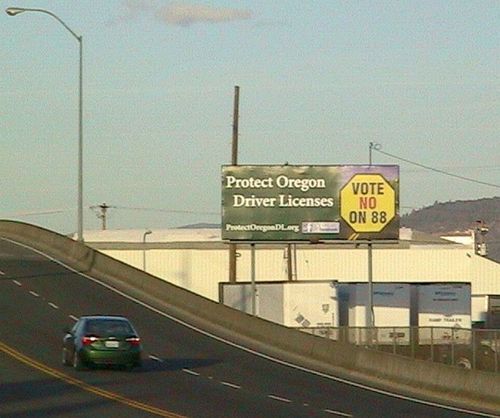 Protect Oregon
Driver Licenses
ProtectOregonDL.org
VOTE
NO
ON 88